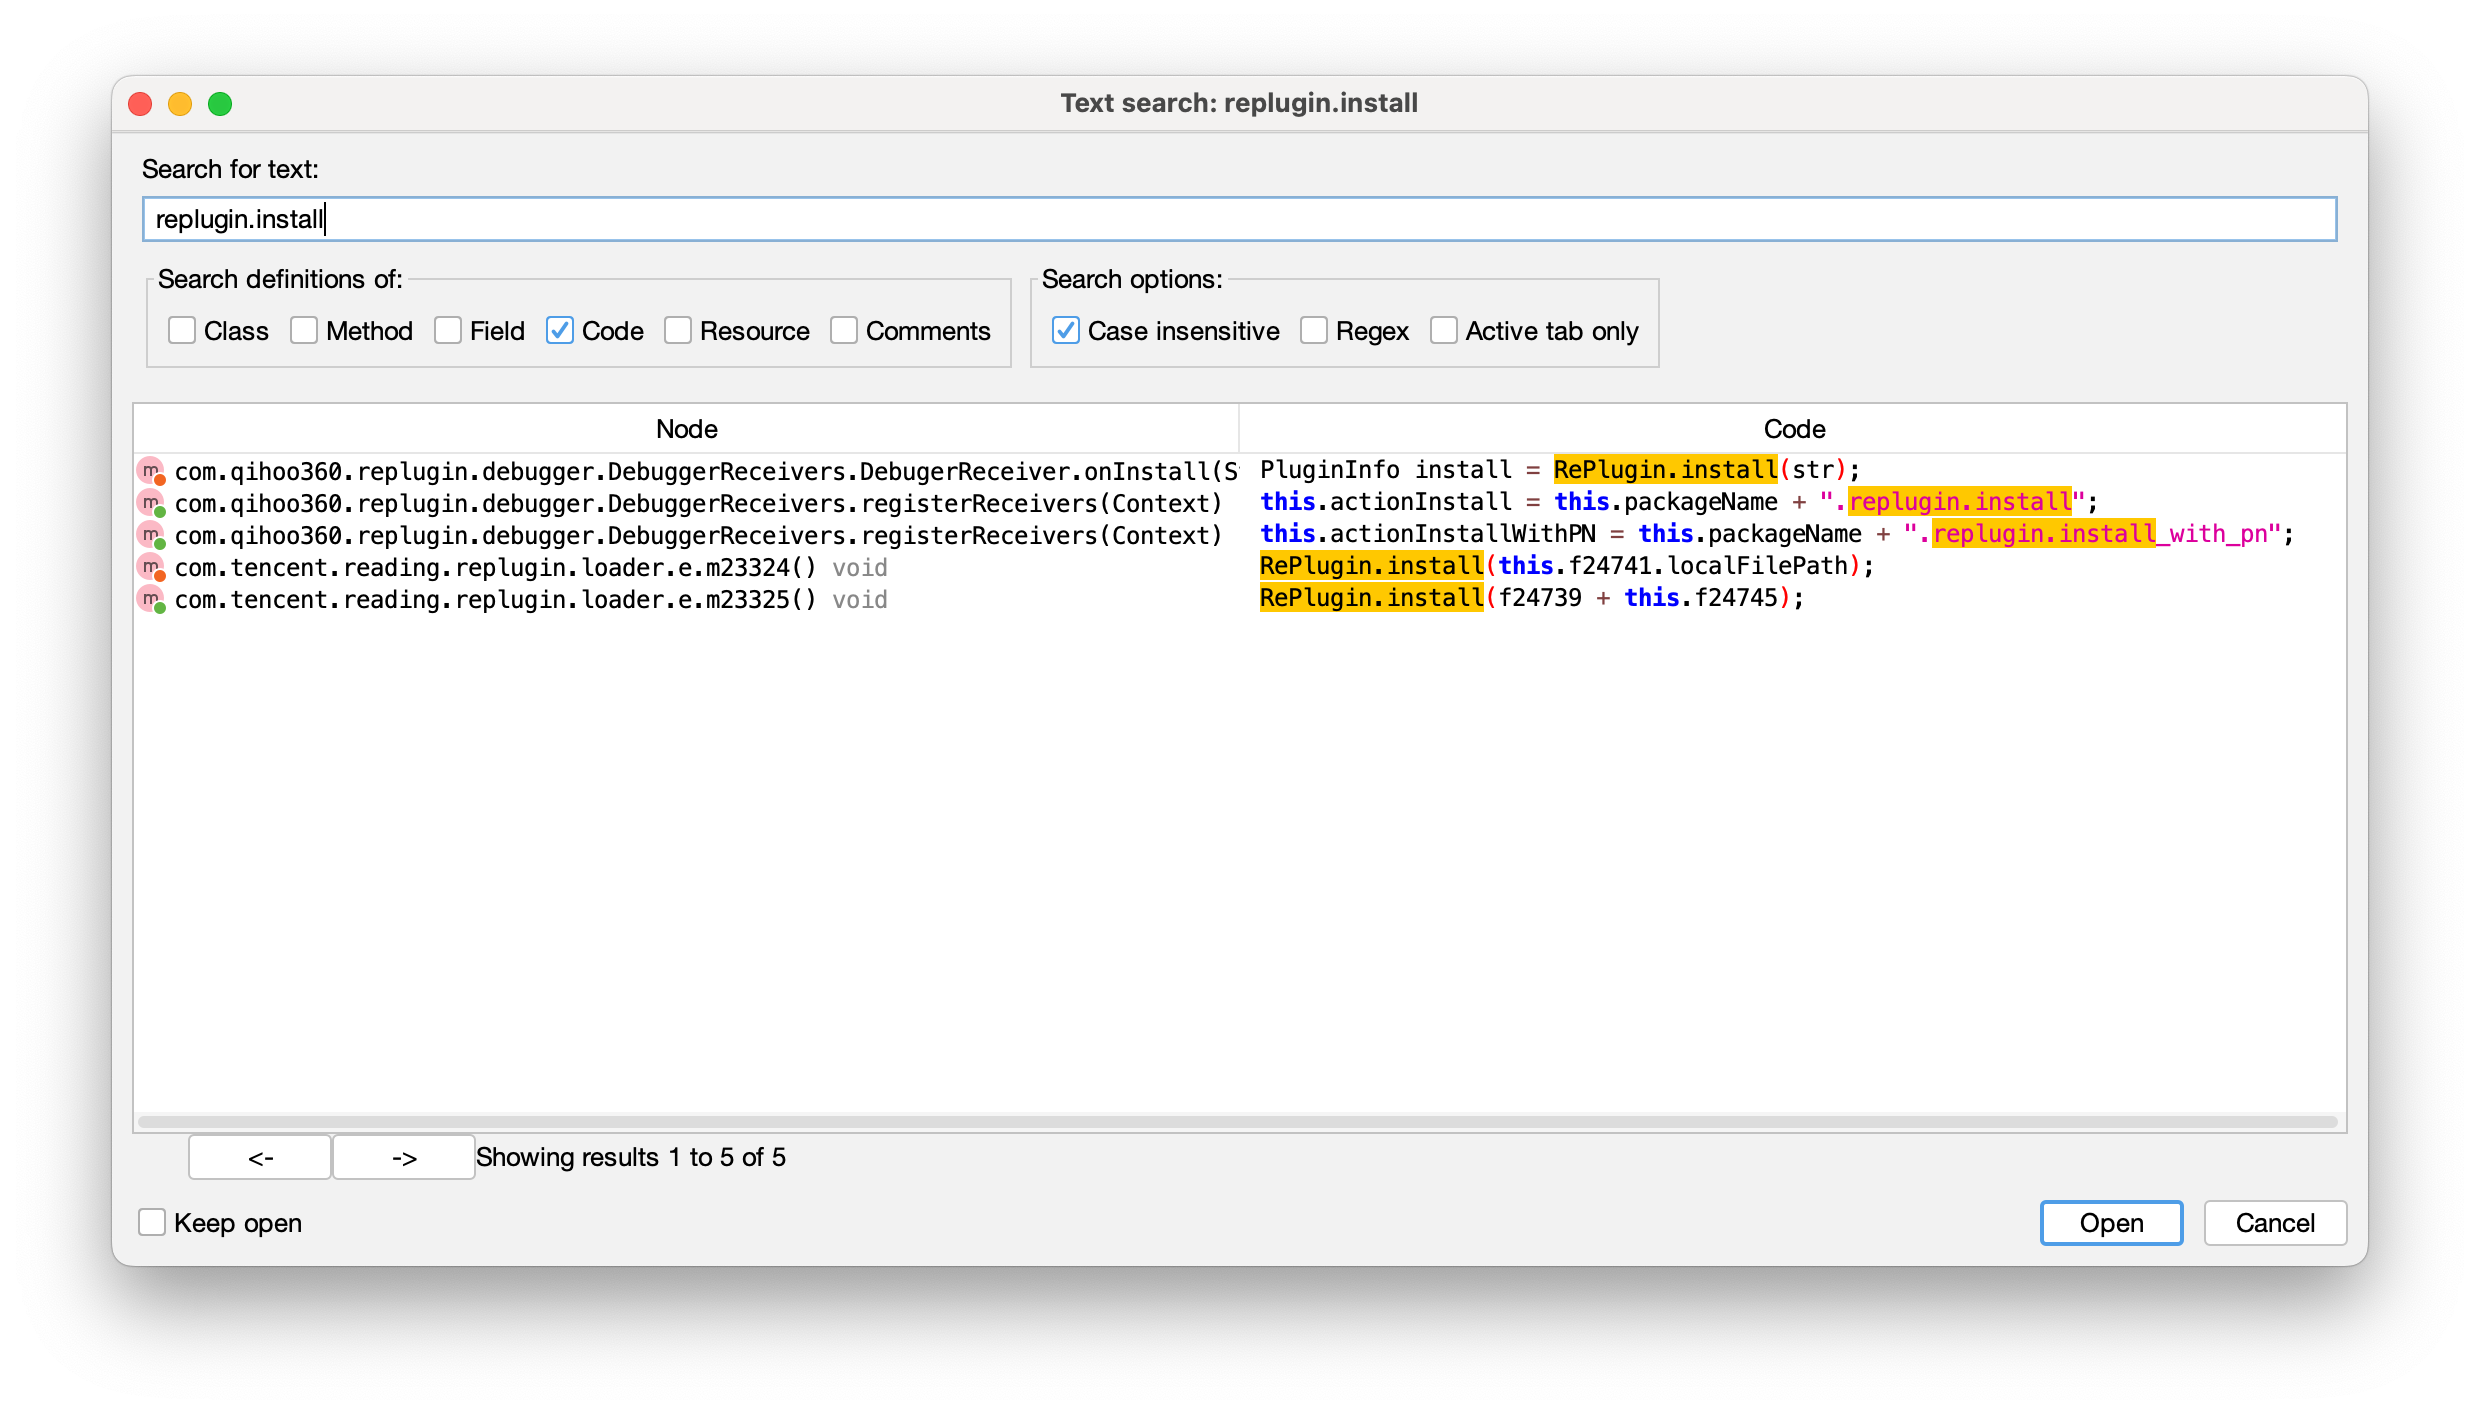 Text search: replugin.install
Search for text:
replugin.install
Search definitions of:
Class Method Field Code Resource Comments
Search options:
Case insensitive Regex Active tab only
Node Code
com.qihoo360.replugin.debugger.DebuggerReceivers.DebugerReceiver.onInstall(S PluginInfo install = RePlugin.install(str);
com.qihoo360.replugin.debugger.DebuggerReceivers.registerReceivers(Context) this.actionInstall = this.packageName + ".replugin.install";
com.qihoo360.replugin.debugger.DebuggerReceivers.registerReceivers(Context) this.actionInstallWithPN = this.packageName + ".replugin.install_with_pn";
com.tencent.reading.replugin.loader.e.m23324() void RePlugin.install(this.f24741.localFilePath);
com.tencent.reading.replugin.loader.e.m23325() void RePlugin.install(f24739 + this.f24745);
<- -> Showing results 1 to 5 of 5
Keep open Open Cancel